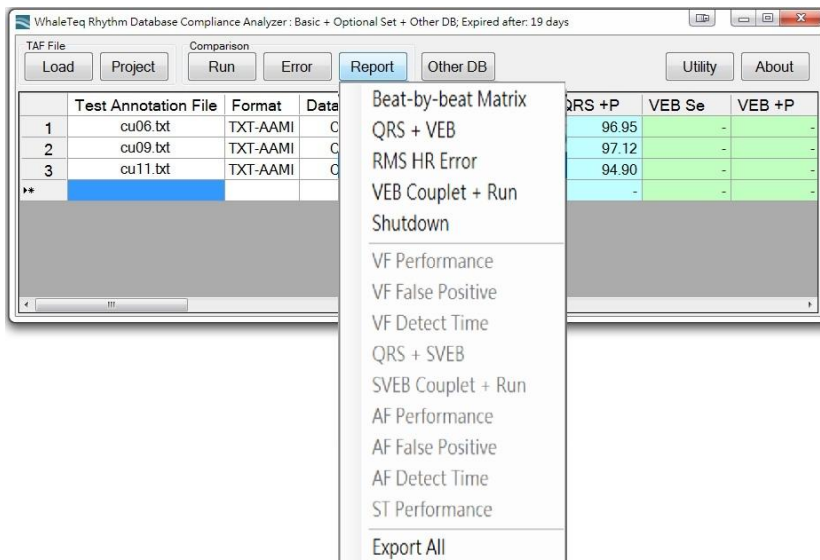 WhaleTeq Rhythm Database Compliance Analyzer : Basic + Optional Set + Other DB; Expired after: 19 days
TAF File Comparison
Load Project Run Error Report Other DB Utility About
Test Annotation File Format Data QRS +P VEB Se VEB +P
1 cu06.txt TXT-AAMI 96.95 - -
2 cu09.txt TXT-AAMI 97.12 - -
3 cu11.txt TXT-AAMI 94.90 - -
- - -
Beat-by-beat Matrix
QRS + VEB
RMS HR Error
VEB Couplet + Run
Shutdown
VF Performance
VF False Positive
VF Detect Time
QRS + SVEB
SVEB Couplet + Run
AF Performance
AF False Positive
AF Detect Time
ST Performance
Export All